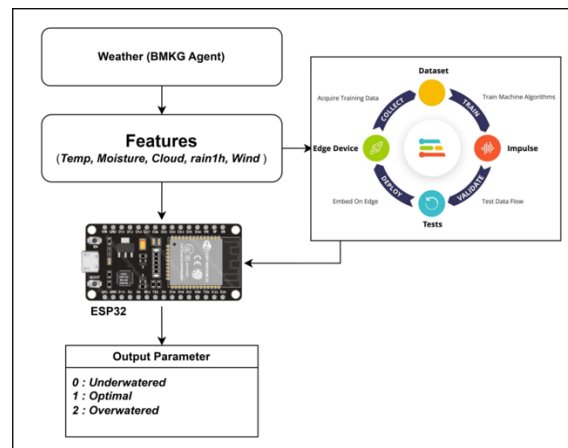 Weather (BMKG Agent)
Features
(Temp, Moisture, Cloud, rain1h, Wind )
Dataset
Acquire Training Data
Train Machine Algorithms
COLLECT
TRAIN
Edge Device
Impulse
DEPLOY
VALIDATE
Embed On Edge
Test Data Flow
Tests
ESP32
Output Parameter
0 : Underwatered
1 : Optimal
2 : Overwatered